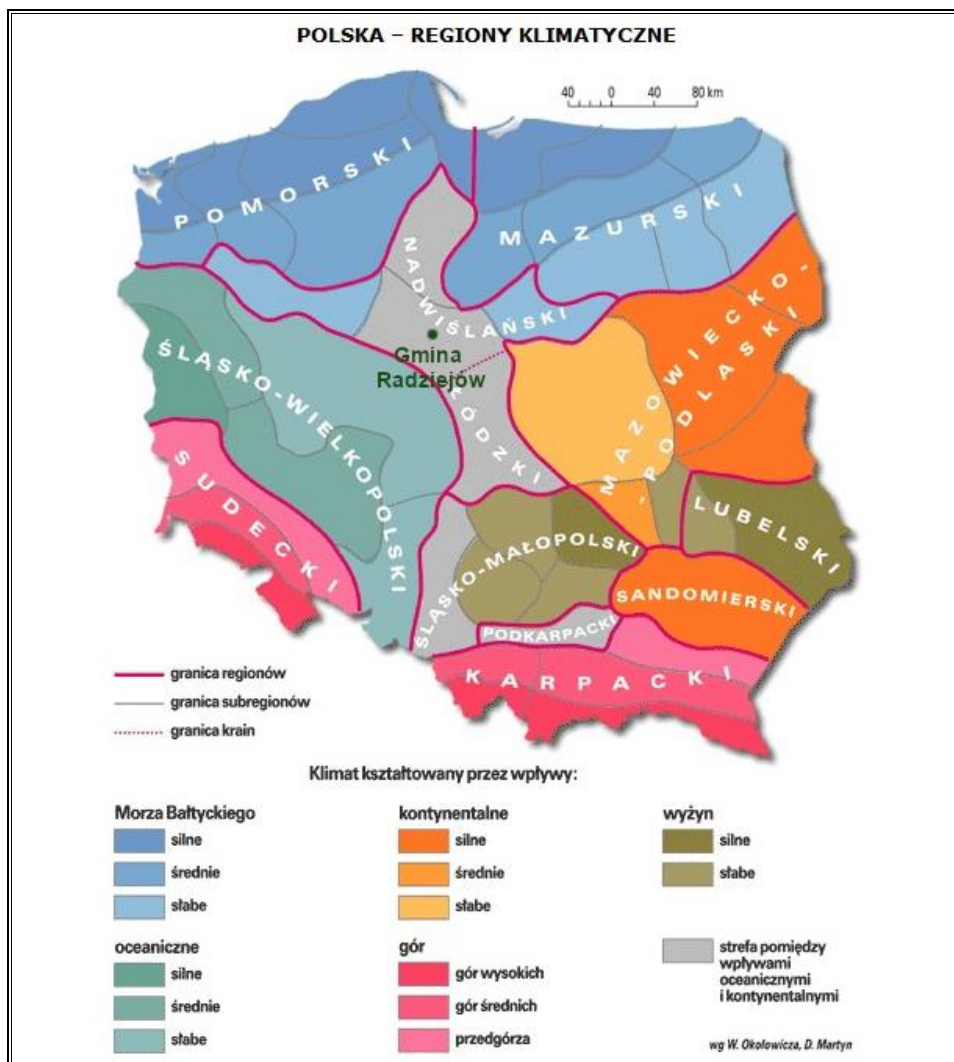 POLSKA – REGIONY KLIMATYCZNE
40 0 40 80 km
POMORSKI
MAZURSKI
NADWIŚLAŃSKI
MAZOWIECKO-
-PODLASKI
Gmina
Radziejów
ŚLĄSKO-WIELKOPOLSKI
ŁÓDZKI
SUDECKI
LUBELSKI
ŚLĄSKO-MAŁOPOLSKI
SANDOMIERSKI
PODKARPACKI
KARPACKI
granica regionów
granica subregionów
granica krain
Klimat kształtowany przez wpływy:
Morza Bałtyckiego
silne
średnie
słabe
kontynentalne
silne
średnie
słabe
wyżyn
silne
słabe
oceaniczne
silne
średnie
słabe
gór
gór wysokich
gór średnich
przedgórza
strefa pomiędzy
wpływami
oceanicznymi
i kontynentalnymi
wg W. Okołowicza, D. Martyn